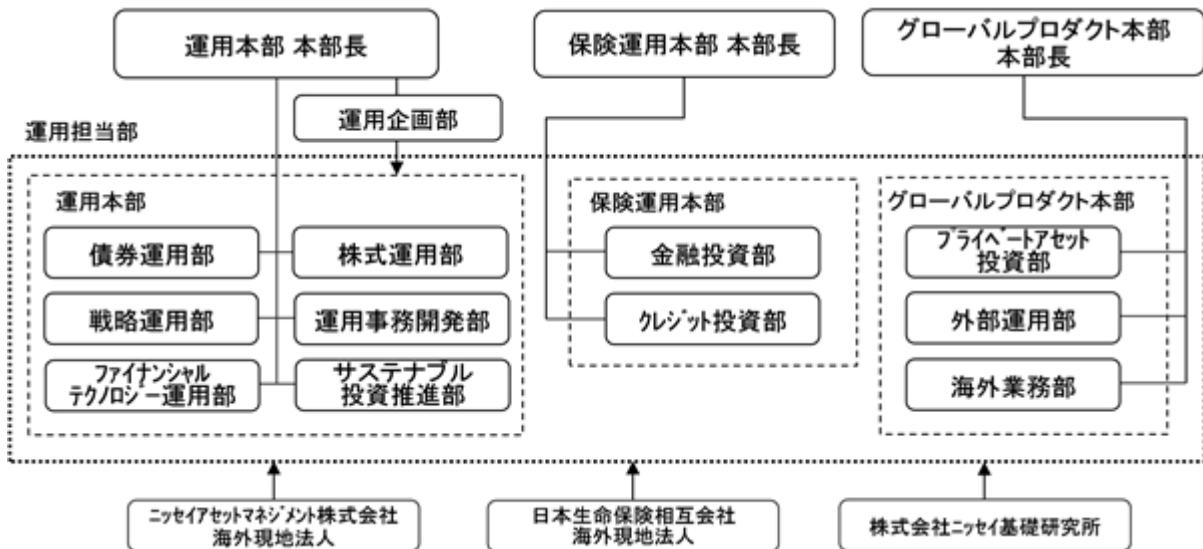 運用本部 本部長
保険運用本部 本部長
グローバルプロダクト本部
本部長
運用企画部
運用担当部
運用本部
債券運用部
株式運用部
戦略運用部
運用事務開発部
ファイナンシャル
テクノロジー運用部
サステナブル
投資推進部
保険運用本部
金融投資部
クレジット投資部
グローバルプロダクト本部
プライベートアセット
投資部
外部運用部
海外業務部
ニッセイアセットマネジメント株式会社
海外現地法人
日本生命保険相互会社
海外現地法人
株式会社ニッセイ基礎研究所